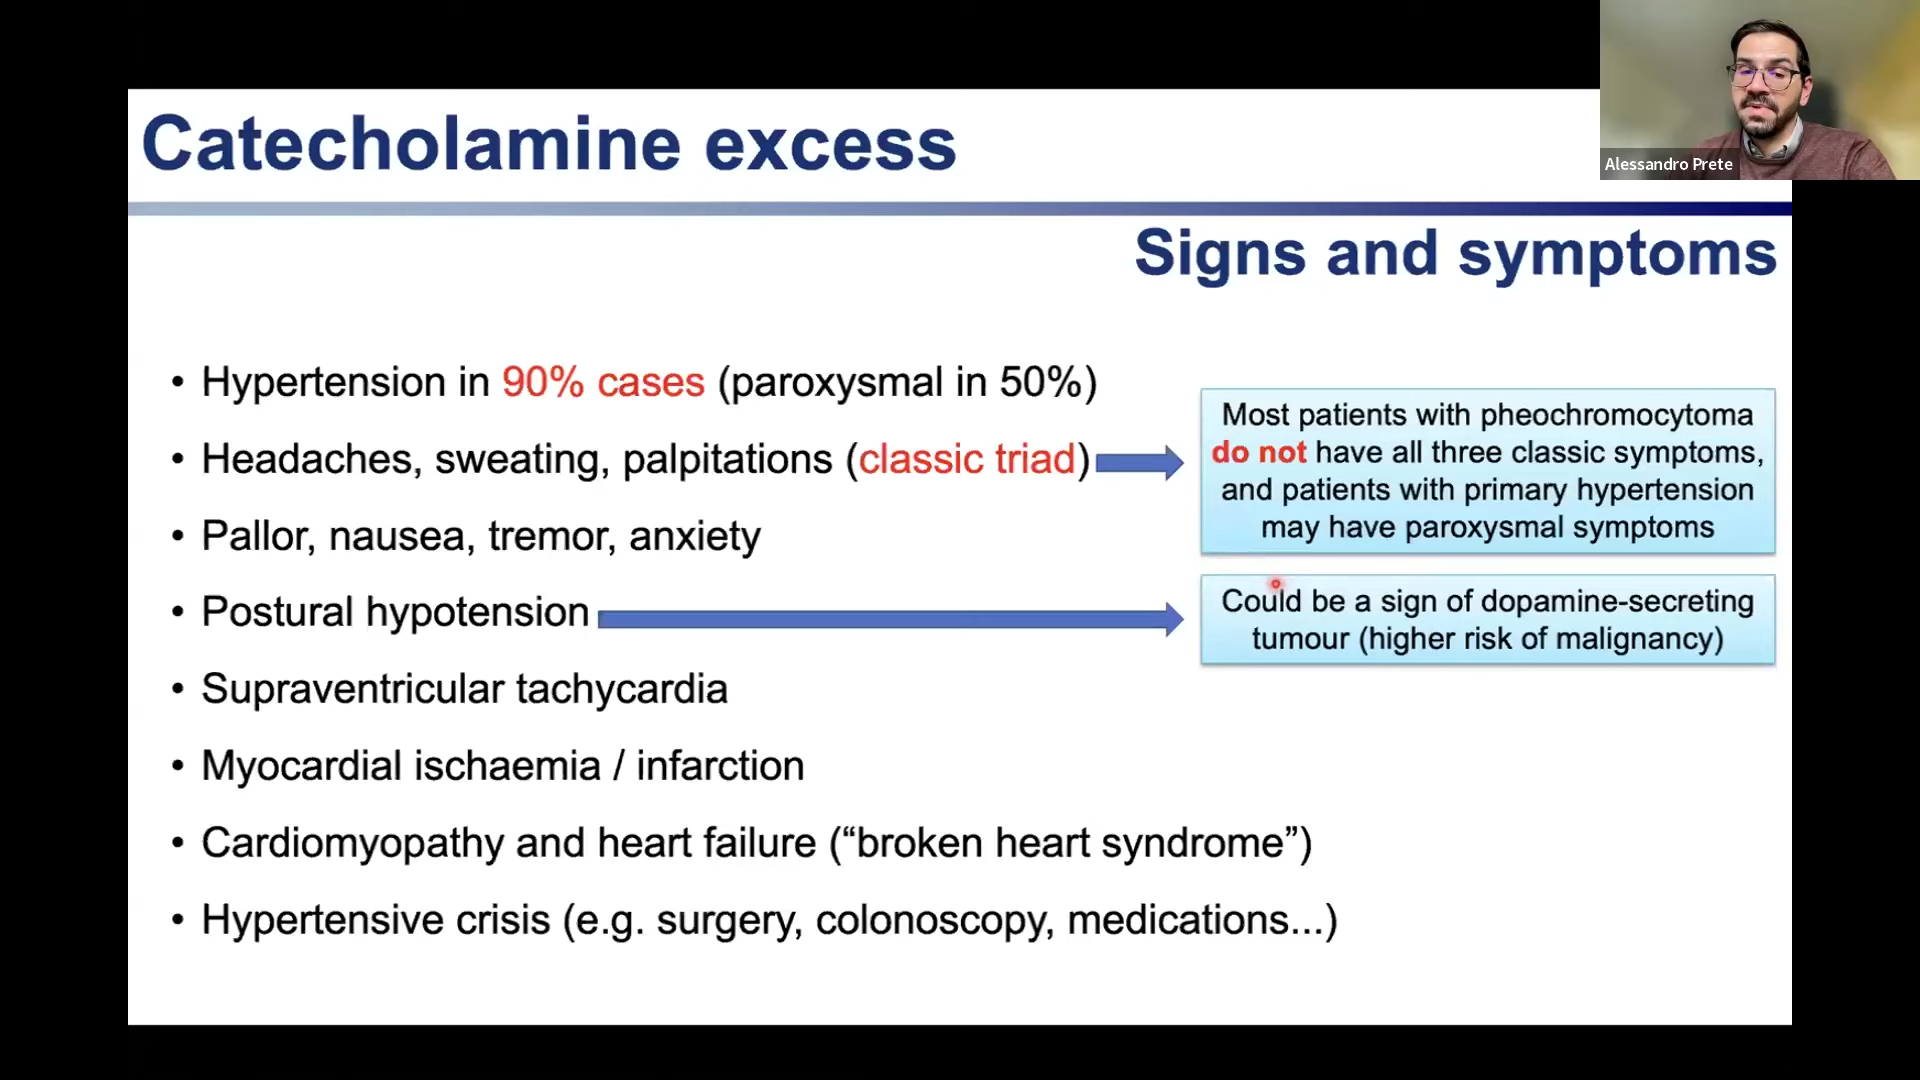 Alessandro Prete
Catecholamine excess
Signs and symptoms
• Hypertension in 90% cases (paroxysmal in 50%)
• Headaches, sweating, palpitations (classic triad)
Most patients with pheochromocytoma
do not have all three classic symptoms,
and patients with primary hypertension
may have paroxysmal symptoms
• Pallor, nausea, tremor, anxiety
• Postural hypotension
Could be a sign of dopamine-secreting
tumour (higher risk of malignancy)
• Supraventricular tachycardia
• Myocardial ischaemia / infarction
• Cardiomyopathy and heart failure (“broken heart syndrome”)
• Hypertensive crisis (e.g. surgery, colonoscopy, medications...)